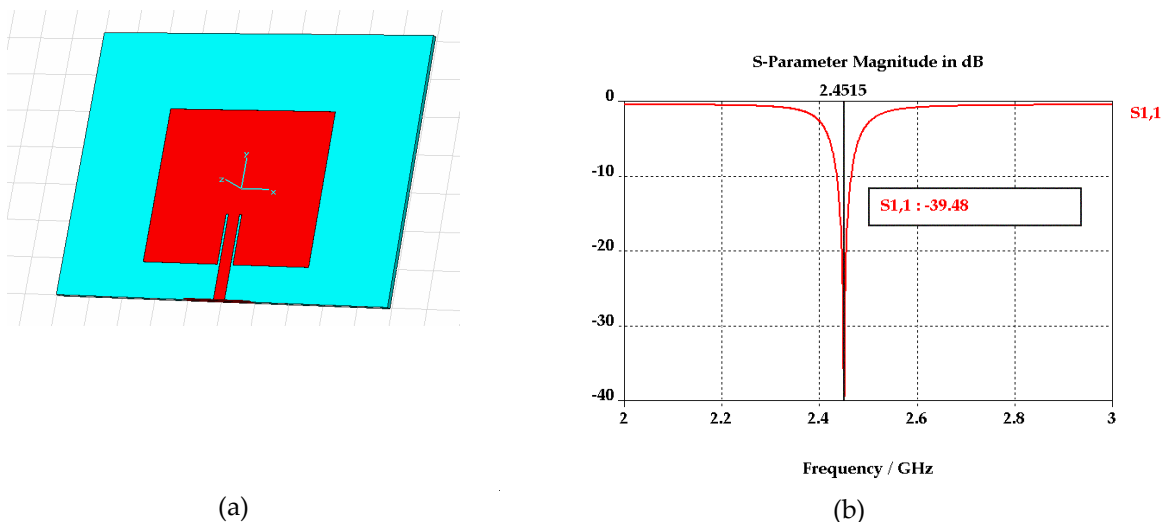 y
z
x
(a)
S-Parameter Magnitude in dB
2.4515
0
S1,1
-10
S1,1 : -39.48
-20
-30
-40
2
2.2
2.4
2.6
2.8
3
Frequency / GHz
(b)